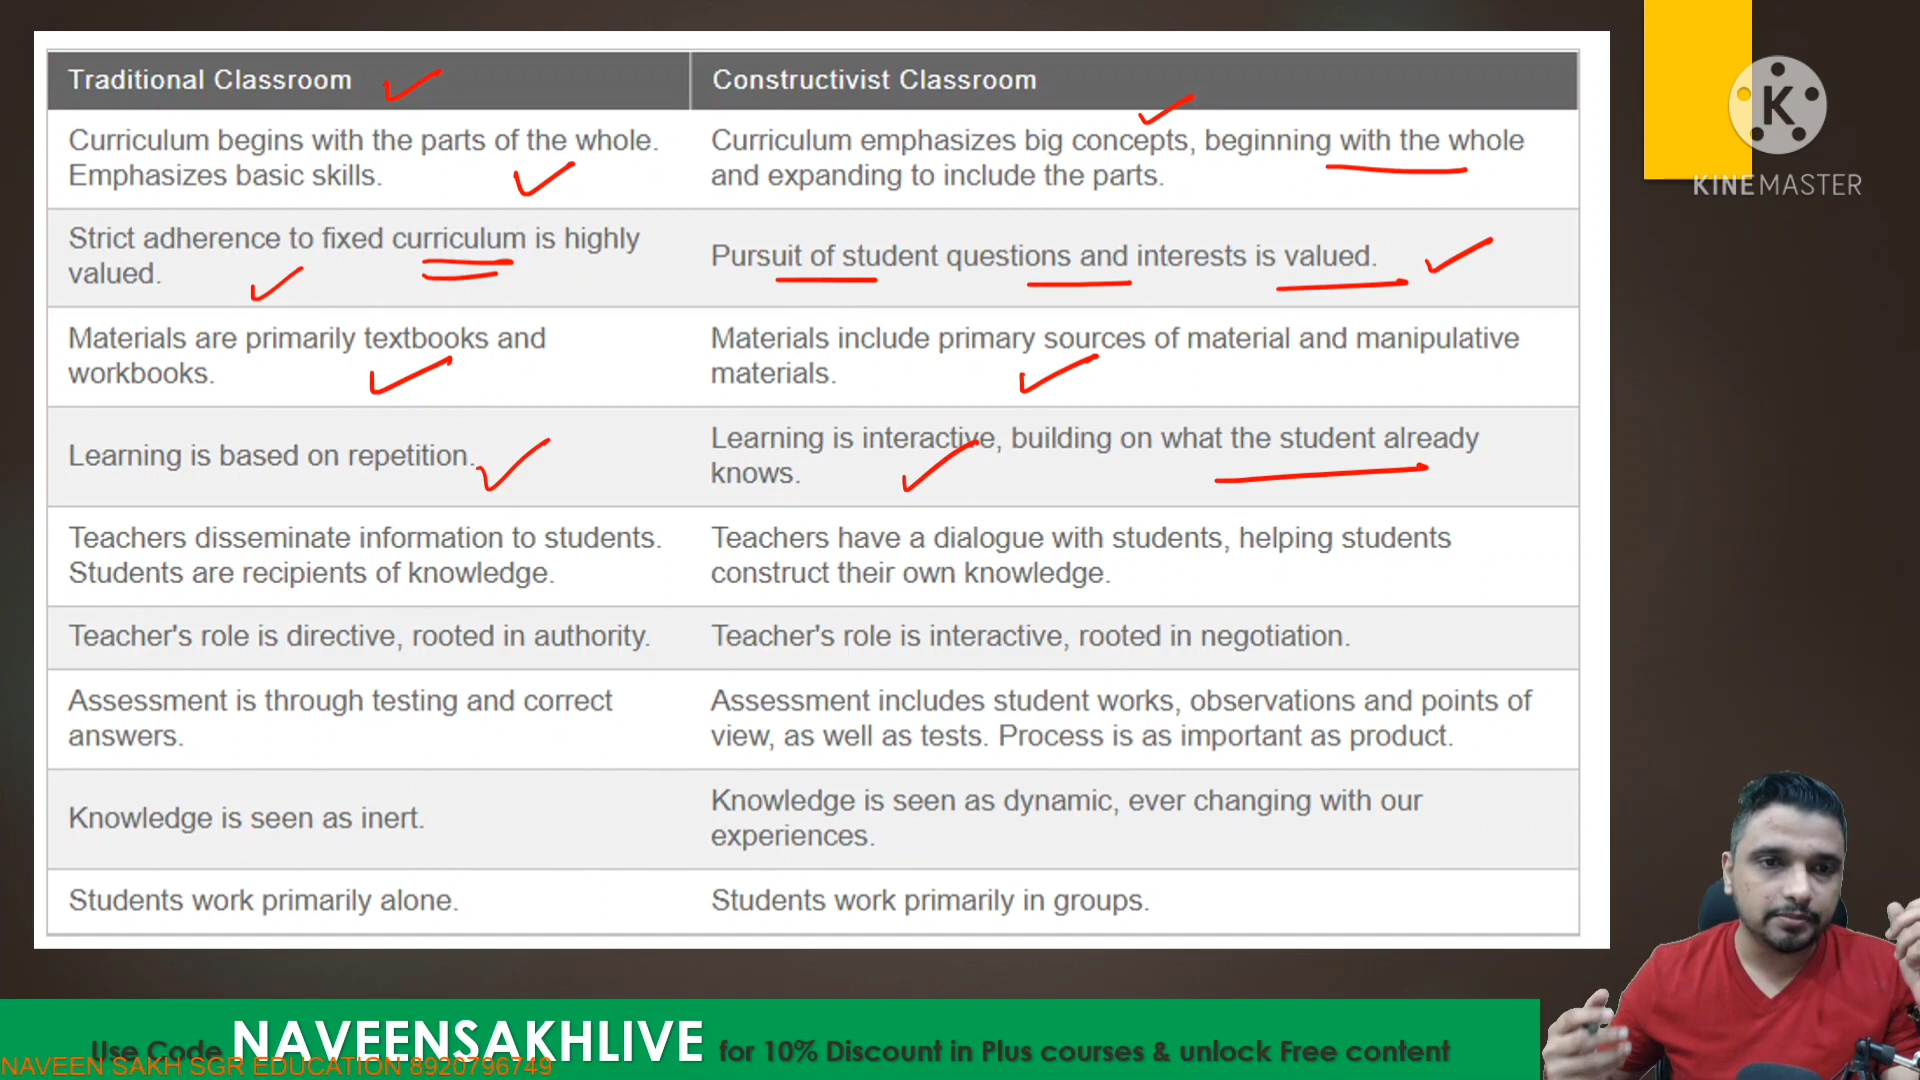 Traditional Classroom
Constructivist Classroom
Curriculum begins with the parts of the whole.
Emphasizes basic skills.
Curriculum emphasizes big concepts, beginning with the whole
and expanding to include the parts.
Strict adherence to fixed curriculum is highly
valued.
Pursuit of student questions and interests is valued.
Materials are primarily textbooks and
workbooks.
Materials include primary sources of material and manipulative
materials.
Learning is based on repetition.
Learning is interactive, building on what the student already
knows.
Teachers disseminate information to students.
Students are recipients of knowledge.
Teachers have a dialogue with students, helping students
construct their own knowledge.
Teacher's role is directive, rooted in authority.
Teacher's role is interactive, rooted in negotiation.
Assessment is through testing and correct
answers.
Assessment includes student works, observations and points of
view, as well as tests. Process is as important as product.
Knowledge is seen as inert.
Knowledge is seen as dynamic, ever changing with our
experiences.
Students work primarily alone.
Students work primarily in groups.
K
KINEMASTER
Use Code NAVEENSAKHLIVE for 10% Discount in Plus courses & unlock Free content
NAVEEN SAKH SGR EDUCATION 8920796749